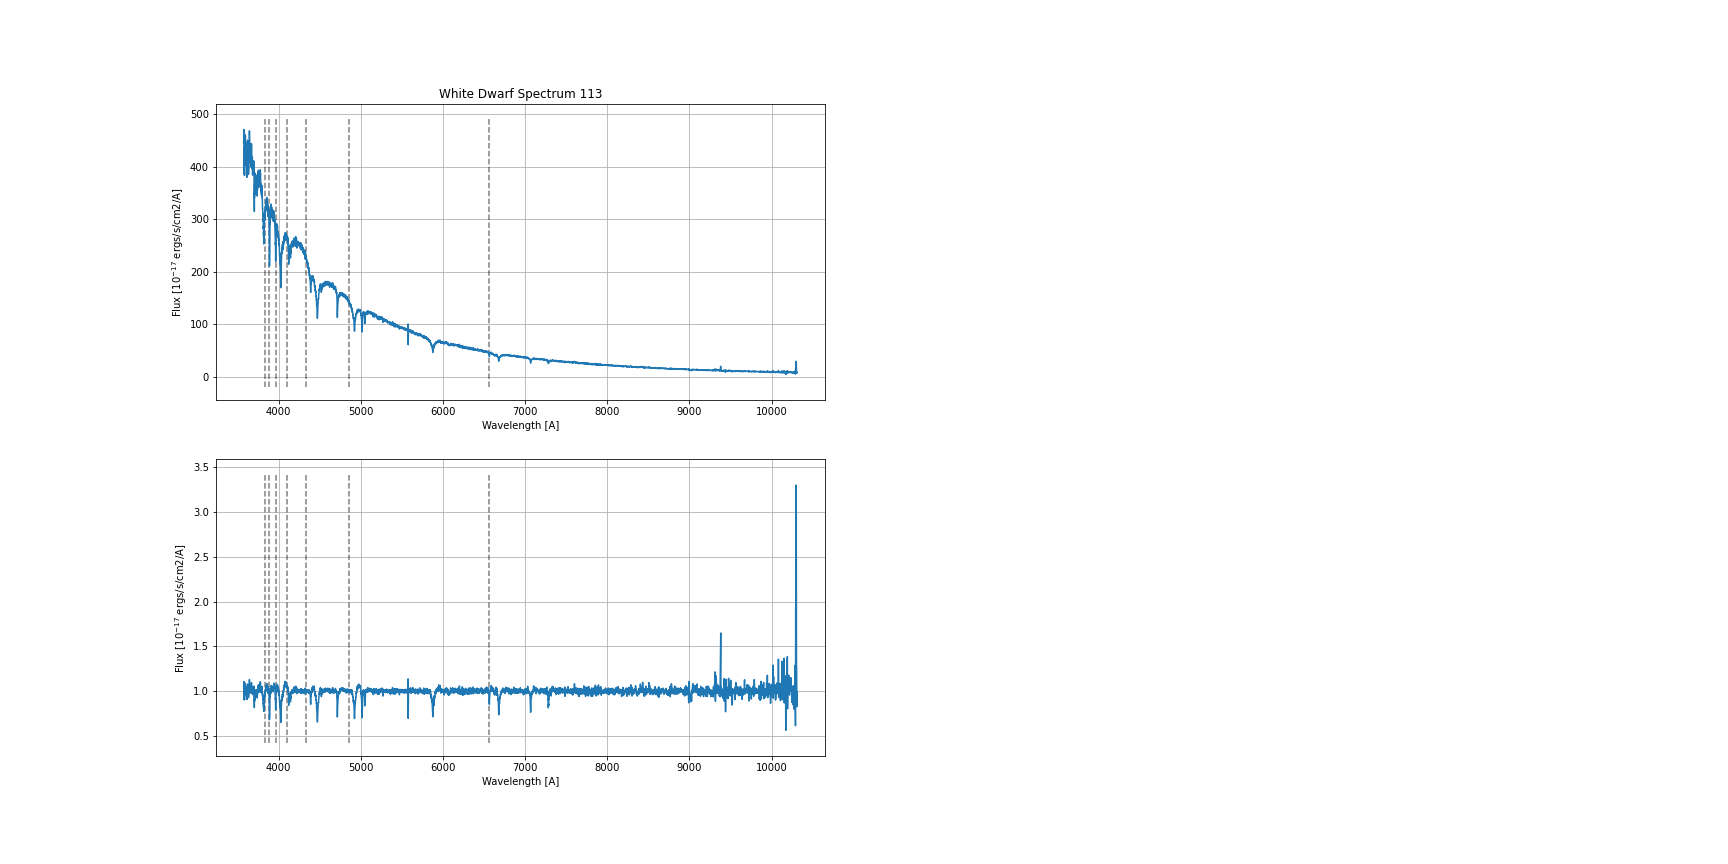 White Dwarf Spectrum 113
500
400
300
200
100
0
Flux [10⁻¹⁷ ergs/s/cm2/A]
4000 5000 6000 7000 8000 9000 10000
Wavelength [A]
3.5
3.0
2.5
2.0
1.5
1.0
0.5
Flux [10⁻¹⁷ ergs/s/cm2/A]
4000 5000 6000 7000 8000 9000 10000
Wavelength [A]